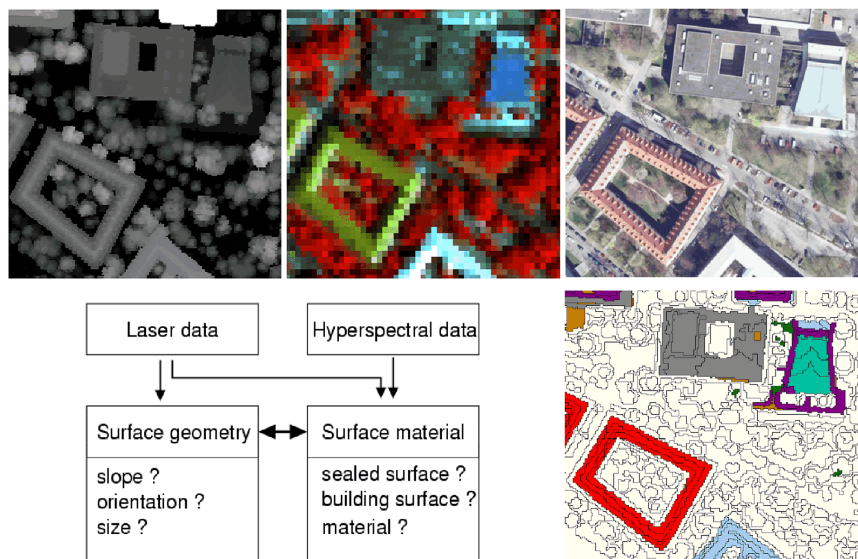 Laser data
Hyperspectral data
Surface geometry
slope ?
orientation ?
size ?
Surface material
sealed surface ?
building surface ?
material ?